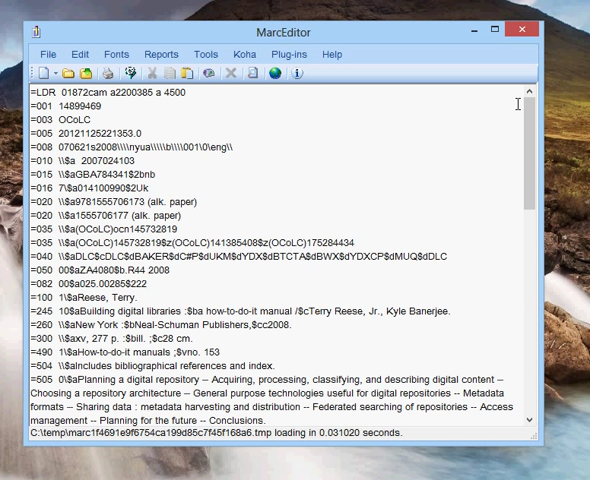 MarcEditor
File Edit Fonts Reports Tools Koha Plug-ins Help
=LDR 01872cam a2200385 a 4500
=001 14899469
=003 OCoLC
=005 20121125221353.0
=008 070621s2008\\\\nyua\\\\b\\\\001\0\eng\\
=010 \\$a 2007024103
=015 \\$aGBA784341$2bnb
=016 7\$a014100990$2Uk
=020 \\$a9781555706173 (alk. paper)
=020 \\$a1555706177 (alk. paper)
=035 \\$a(OCoLC)ocn145732819
=035 \\$a(OCoLC)145732819$z(OCoLC)141385408$z(OCoLC)175284434
=040 \\$aDLC$cDLC$dBAKER$dC#P$dUKM$dYDX$dBTCTA$dBWX$dYDXCP$dMUQ$dDLC
=050 00$aZA4080$b.R44 2008
=082 00$a025.00285$222
=100 1\$aReese, Terry.
=245 10$aBuilding digital libraries :$ba how-to-do-it manual /$cTerry Reese, Jr., Kyle Banerjee.
=260 \\$aNew York :$bNeal-Schuman Publishers,$cc2008.
=300 \\$axv, 277 p. :$bill. ;$c28 cm.
=490 1\$aHow-to-do-it manuals ;$vno. 153
=504 \\$aIncludes bibliographical references and index.
=505 0\$aPlanning a digital repository -- Acquiring, processing, classifying, and describing digital content --
Choosing a repository architecture -- General purpose technologies useful for digital repositories -- Metadata
formats -- Sharing data : metadata harvesting and distribution -- Federated searching of repositories -- Access
management -- Planning for the future -- Conclusions.
C:\temp\marc1f4691e9f6754ca199d85c7f45f168a6.tmp loading in 0.031020 seconds.